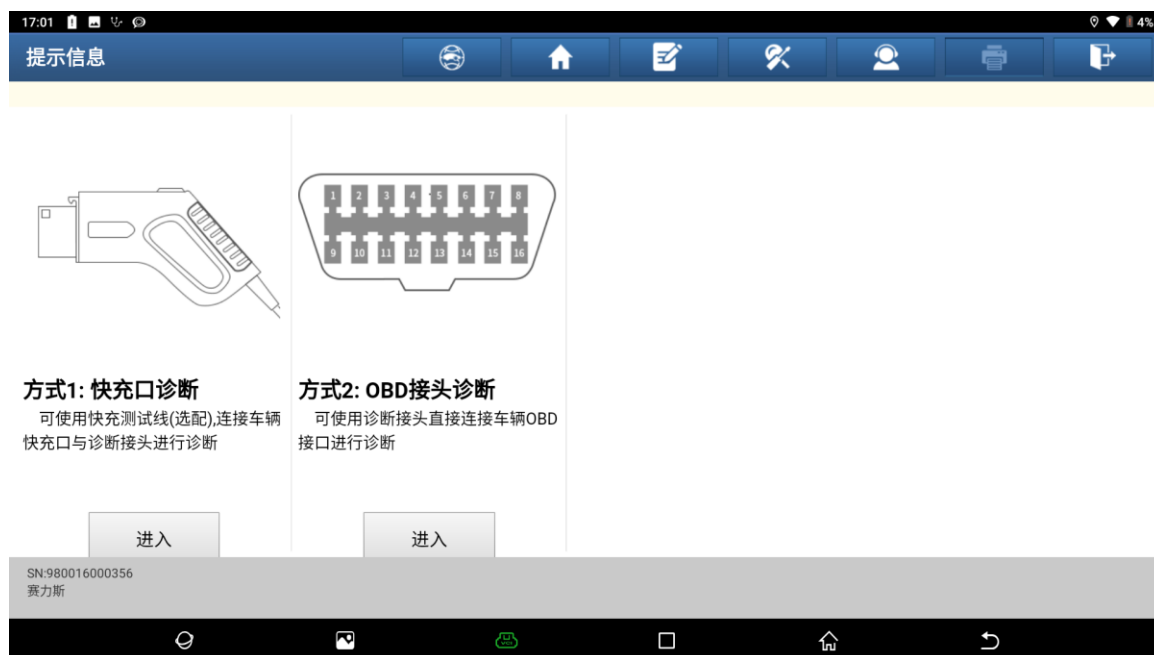 17:01
4%
提示信息
1 2 3 4 5 6 7 8
9 10 11 12 13 14 15 16
方式1: 快充口诊断
可使用快充测试线(选配),连接车辆
快充口与诊断接头进行诊断
进入
方式2: OBD接头诊断
可使用诊断接头直接连接车辆OBD
接口进行诊断
进入
SN:980016000356
赛力斯
VCI